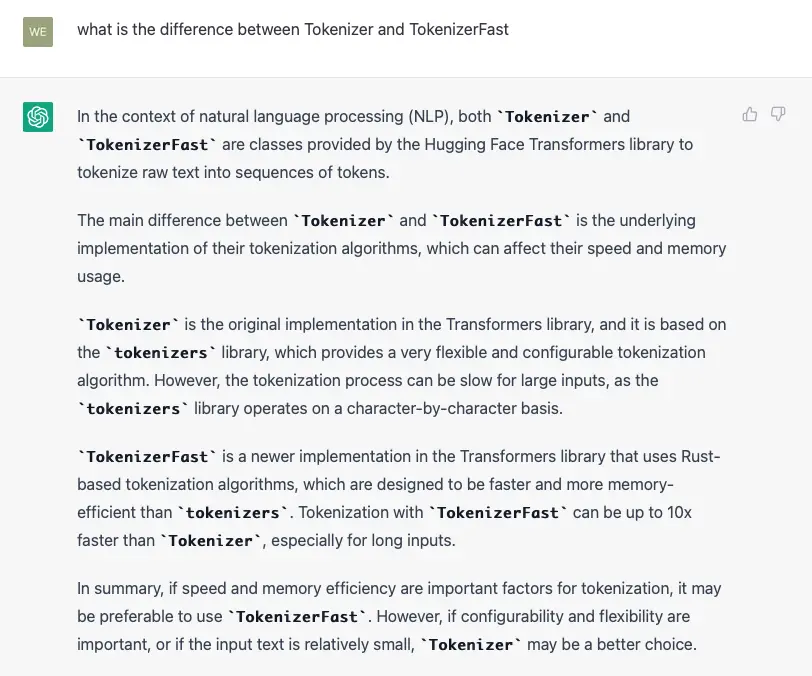 WE
what is the difference between Tokenizer and TokenizerFast
In the context of natural language processing (NLP), both `Tokenizer` and
`TokenizerFast` are classes provided by the Hugging Face Transformers library to
tokenize raw text into sequences of tokens.
The main difference between `Tokenizer` and `TokenizerFast` is the underlying
implementation of their tokenization algorithms, which can affect their speed and memory
usage.
`Tokenizer` is the original implementation in the Transformers library, and it is based on
the `tokenizers` library, which provides a very flexible and configurable tokenization
algorithm. However, the tokenization process can be slow for large inputs, as the
`tokenizers` library operates on a character-by-character basis.
`TokenizerFast` is a newer implementation in the Transformers library that uses Rust-
based tokenization algorithms, which are designed to be faster and more memory-
efficient than `tokenizers`. Tokenization with `TokenizerFast` can be up to 10x
faster than `Tokenizer`, especially for long inputs.
In summary, if speed and memory efficiency are important factors for tokenization, it may
be preferable to use `TokenizerFast`. However, if configurability and flexibility are
important, or if the input text is relatively small, `Tokenizer` may be a better choice.